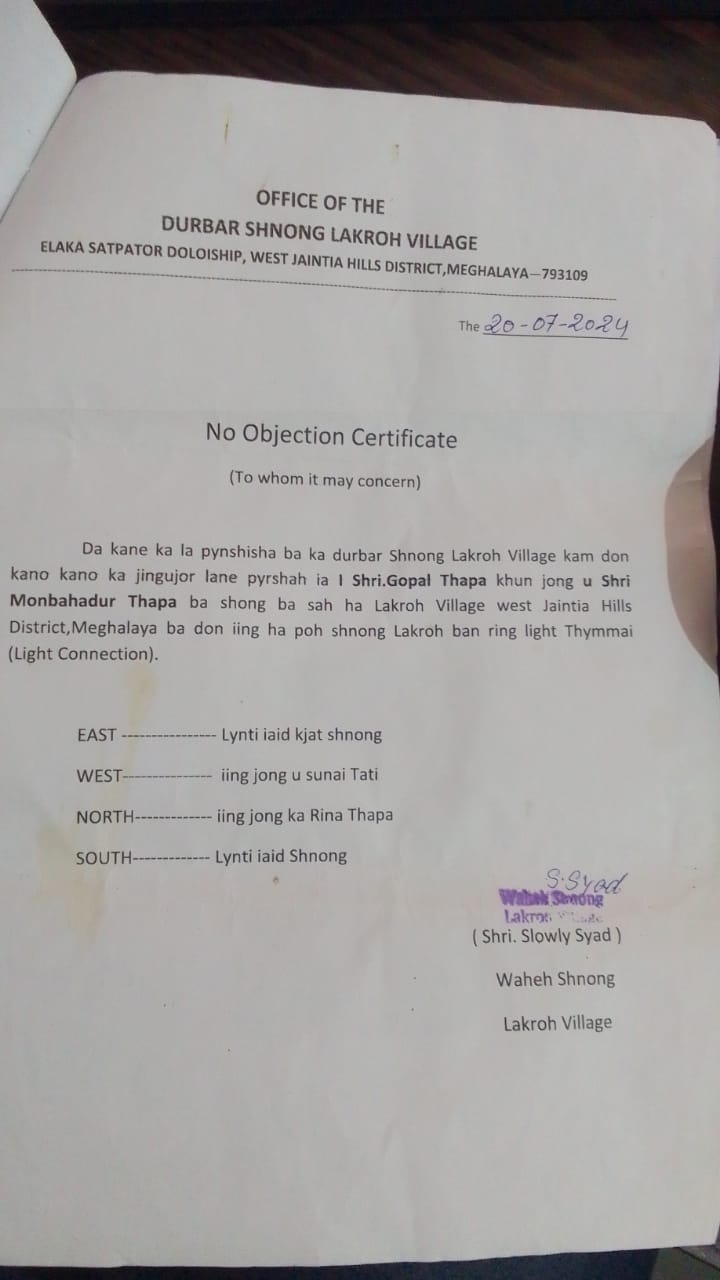 OFFICE OF THE
DURBAR SHNONG LAKROH VILLAGE
ELAKA SATPATOR DOLOISHIP, WEST JAINTIA HILLS DISTRICT,MEGHALAYA—793109
The 20-07-2024
No Objection Certificate
(To whom it may concern)
Da kane ka la pynshisha ba ka durbar Shnong Lakroh Village kam don
kano kano ka jingujor lane pyrshah ia I Shri.Gopal Thapa khun jong u Shri
Monbahadur Thapa ba shong ba sah ha Lakroh Village west Jaintia Hills
District,Meghalaya ba don iing ha poh shnong Lakroh ban ring light Thymmai
(Light Connection).
EAST ---------------- Lynti iaid kjat shnong
WEST--------------- iing jong u sunai Tati
NORTH------------- iing jong ka Rina Thapa
SOUTH------------- Lynti iaid Shnong
S.Syad
Waheh Shnong
Lakroh Village
( Shri. Slowly Syad )
Waheh Shnong
Lakroh Village